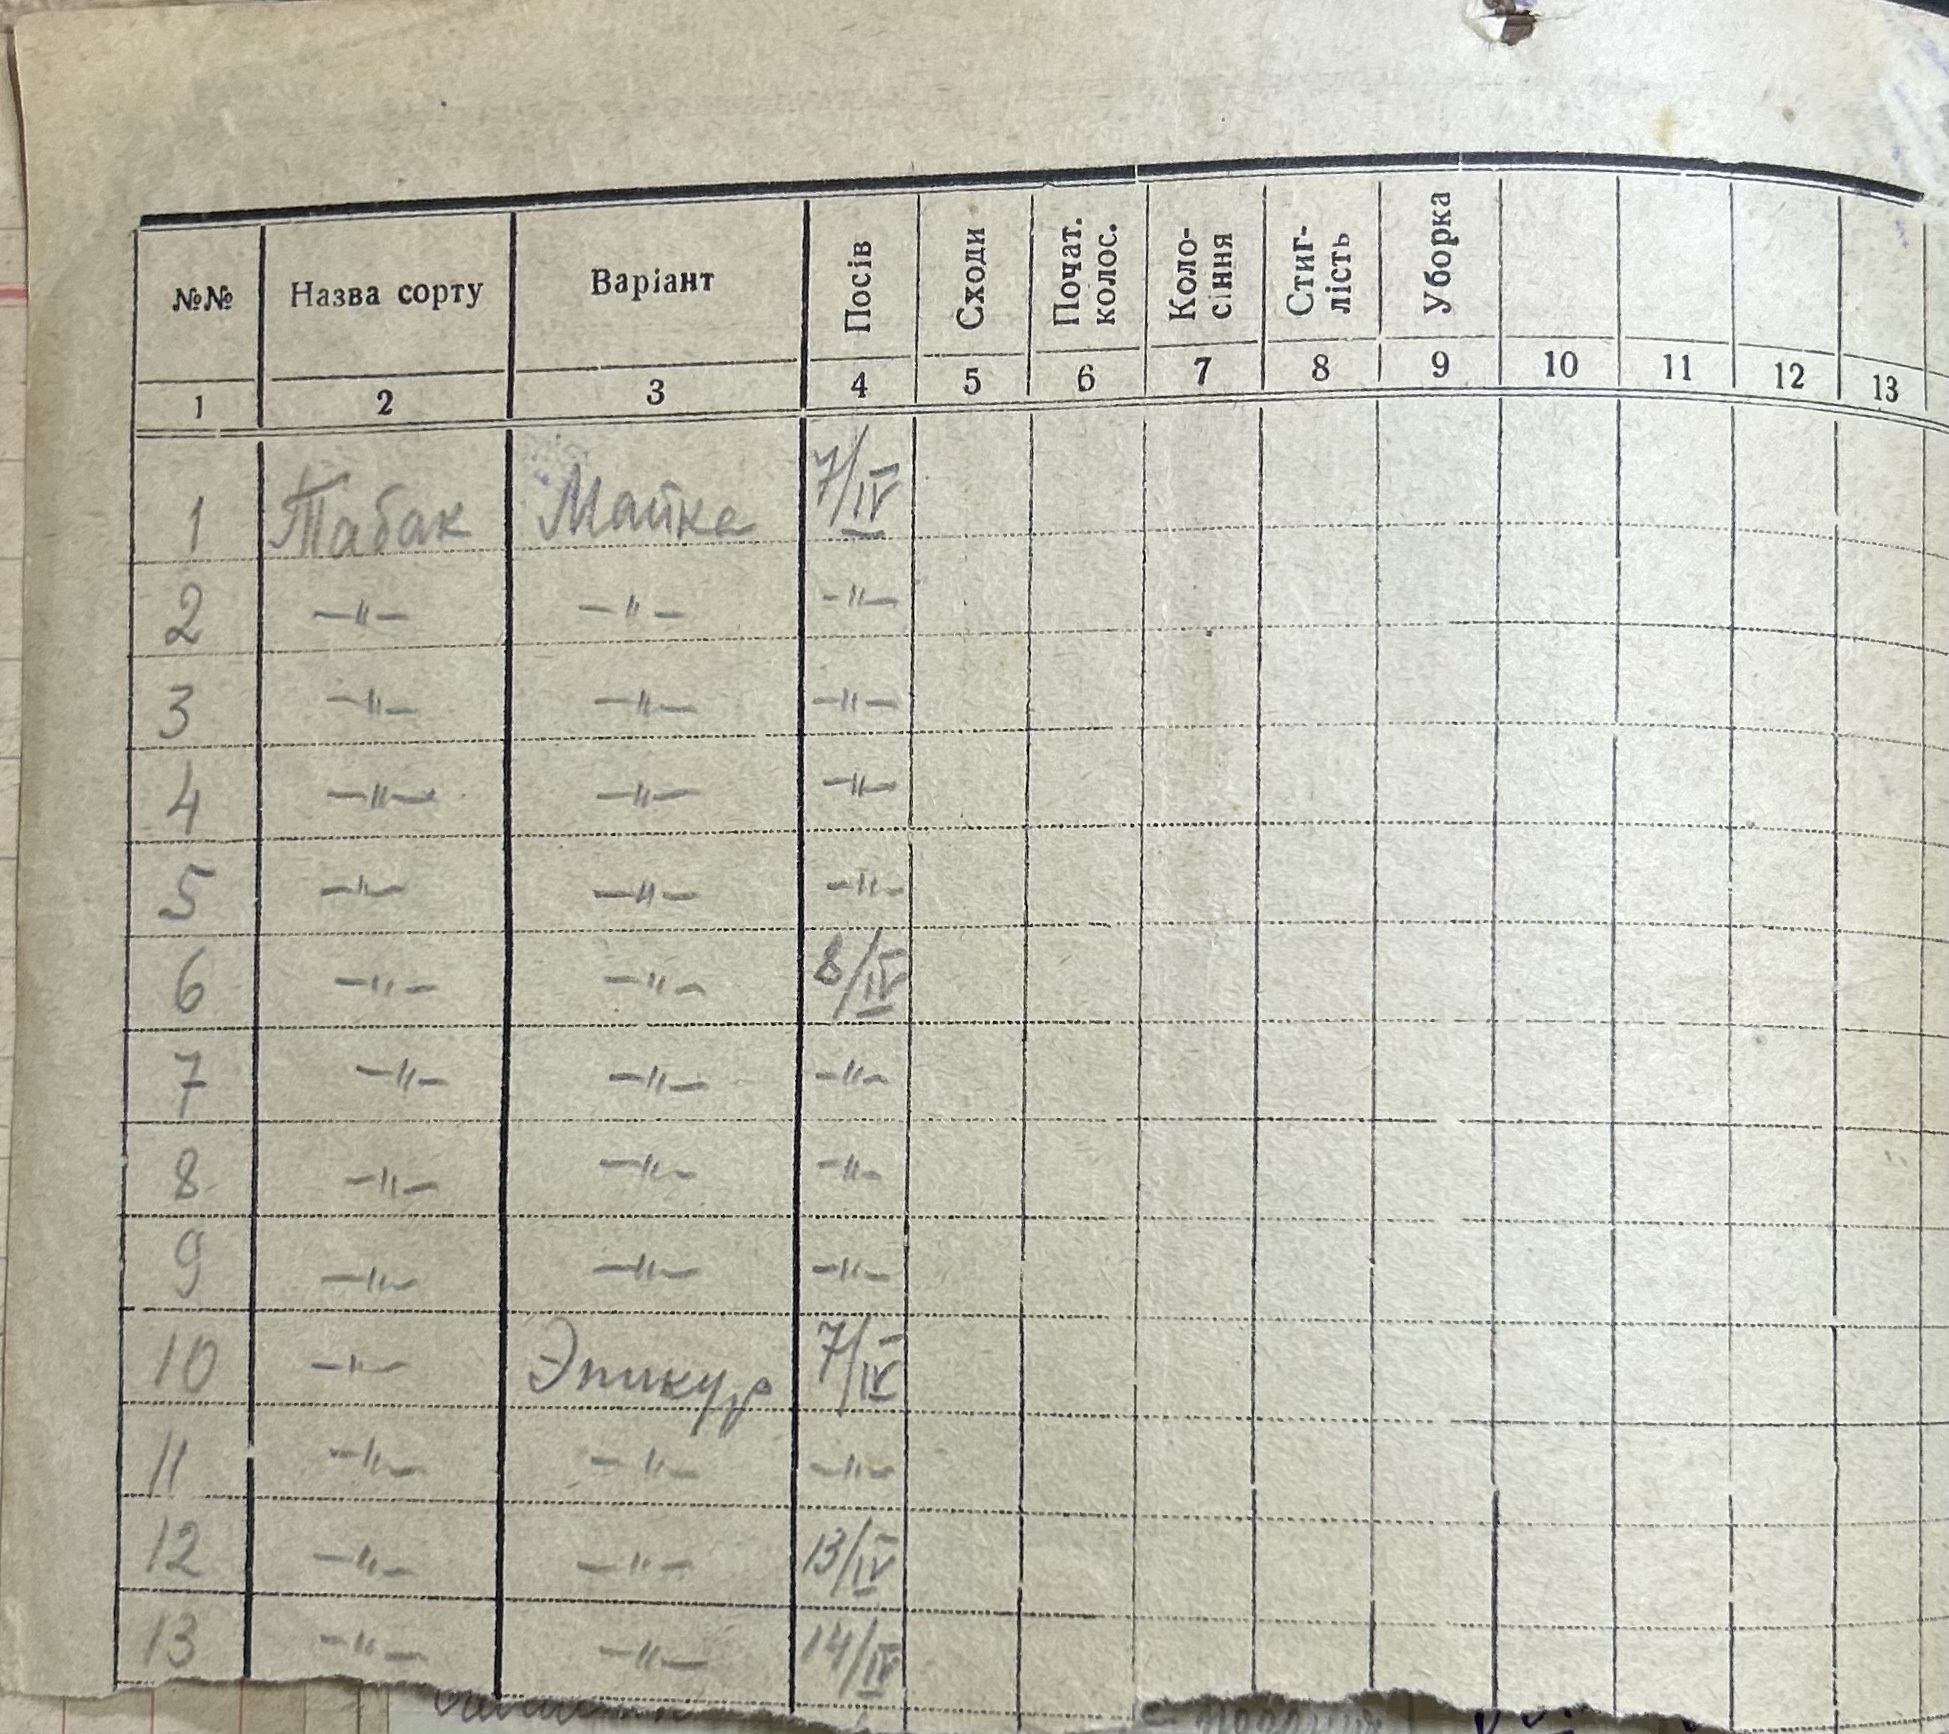 №№ Назва сорту Варіант Посів Сходи Почат. колос. Коло-сіння Стиг-лість Уборка
1 2 3 4 5 6 7 8 9 10 11 12 13
1 Табак Майка 7/IV
2 —"— —"— —"—
3 —"— —"— —"—
4 —"— —"— —"—
5 —"— —"— —"—
6 —"— —"— 8/IV
7 —"— —"— —"—
8 —"— —"— —"—
9 —"— —"— —"—
10 —"— Эпикур 7/IV
11 —"— —"— —"—
12 —"— —"— 13/IV
13 —"— —"— 14/IV